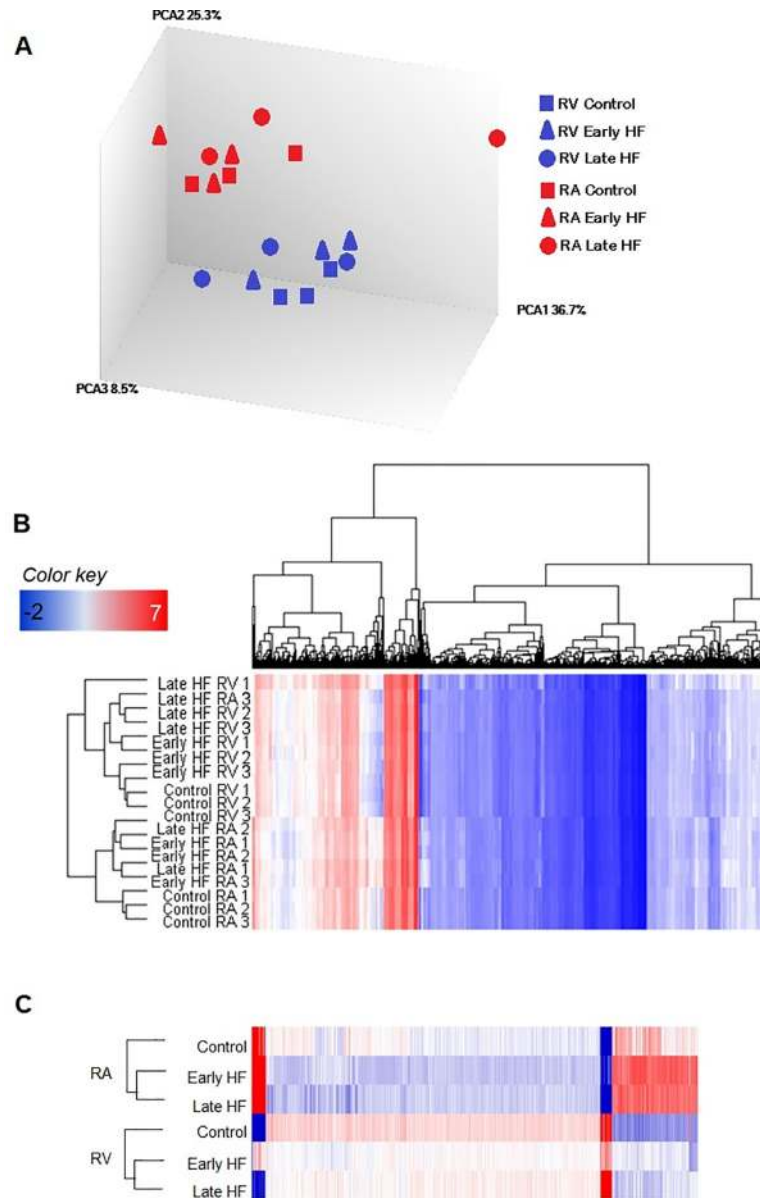 PCA2 25.3%
A
RV Control
RV Early HF
RV Late HF
RA Control
RA Early HF
RA Late HF
PCA1 36.7%
PCA3 8.5%
B
Color key
-2 7
Late HF RV 1
Late HF RA 3
Late HF RV 2
Late HF RV 3
Early HF RV 1
Early HF RV 2
Early HF RV 3
Control RV 1
Control RV 2
Control RV 3
Late HF RA 2
Early HF RA 1
Early HF RA 2
Late HF RA 1
Early HF RA 3
Control RA 1
Control RA 2
Control RA 3
C
Control
RA Early HF
Late HF
Control
RV Early HF
Late HF